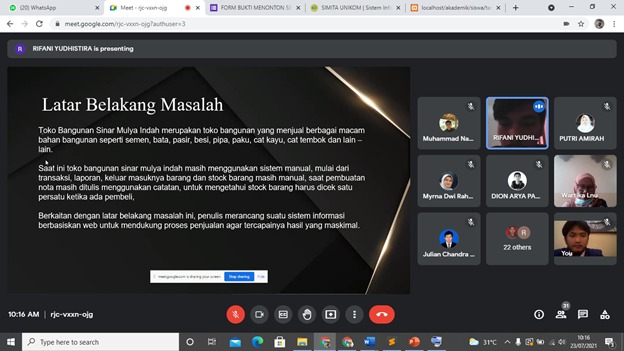 (20) WhatsApp
Meet - rjc-vxxn-ojg
FORM BUKTI MENONTON SI
SIMITA UNIKOM ( Sistem Inf
localhost/akademik/siswa/ta
meet.google.com/rjc-vxxn-ojg?authuser=3
R RIFANI YUDHISTIRA is presenting
Latar Belakang Masalah
Toko Bangunan Sinar Mulya Indah merupakan toko bangunan yang menjual berbagai macam
bahan bangunan seperti semen, bata, pasir, besi, pipa, paku, cat kayu, cat tembok dan lain –
lain.
Saat ini toko bangunan sinar mulya indah masih menggunakan sistem manual, mulai dari
transaksi, laporan, keluar masuknya barang dan stock barang masih manual, saat pembuatan
nota masih ditulis menggunakan catatan, untuk mengetahui stock barang harus dicek satu
persatu ketika ada pembeli,
Berkaitan dengan latar belakang masalah ini, penulis merancang suatu sistem informasi
berbasiskan web untuk mendukung proses penjualan agar tercapainya hasil yang maksimal.
meet.google.com is sharing your screen.
Stop sharing
Hide
Muhammad Na...
RIFANI YUDHI...
PUTRI AMIRAH
Myrna Dwi Rah...
DION ARYA PA...
Wartika Lnu
Julian Chandra ...
R
22 others
You
10:16 AM | rjc-vxxn-ojg
31
Type here to search
31°C
10:16
23/07/2021